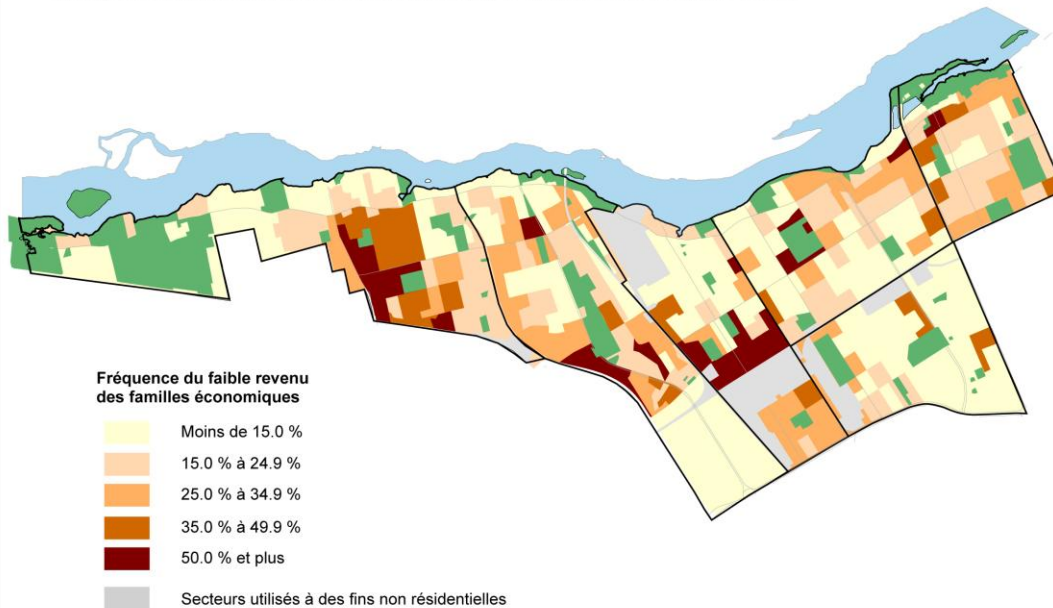 Fréquence du faible revenu
des familles économiques
Moins de 15.0 %
15.0 % à 24.9 %
25.0 % à 34.9 %
35.0 % à 49.9 %
50.0 % et plus
Secteurs utilisés à des fins non résidentielles